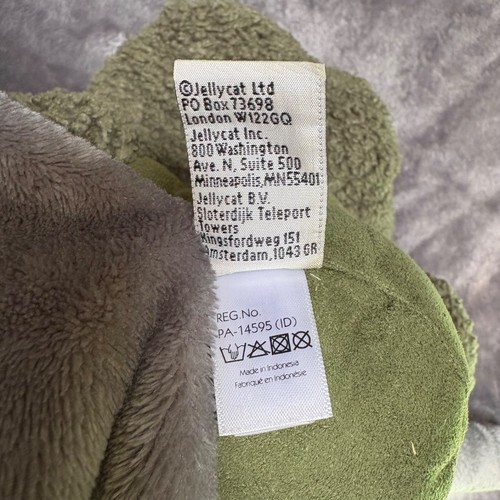 ©Jellycat Ltd
PO Box 73698
London W122GQ
Jellycat Inc.
800 Washington
Ave. N, Suite 500
Minneapolis,MN55401
Jellycat B.V.
Sloterdijk Teleport
Towers
Kingsfordweg 151
Amsterdam,1043 GR
REG.No.
PA-14595 (ID)
Made in Indonesia
Fabriqué en Indonésie